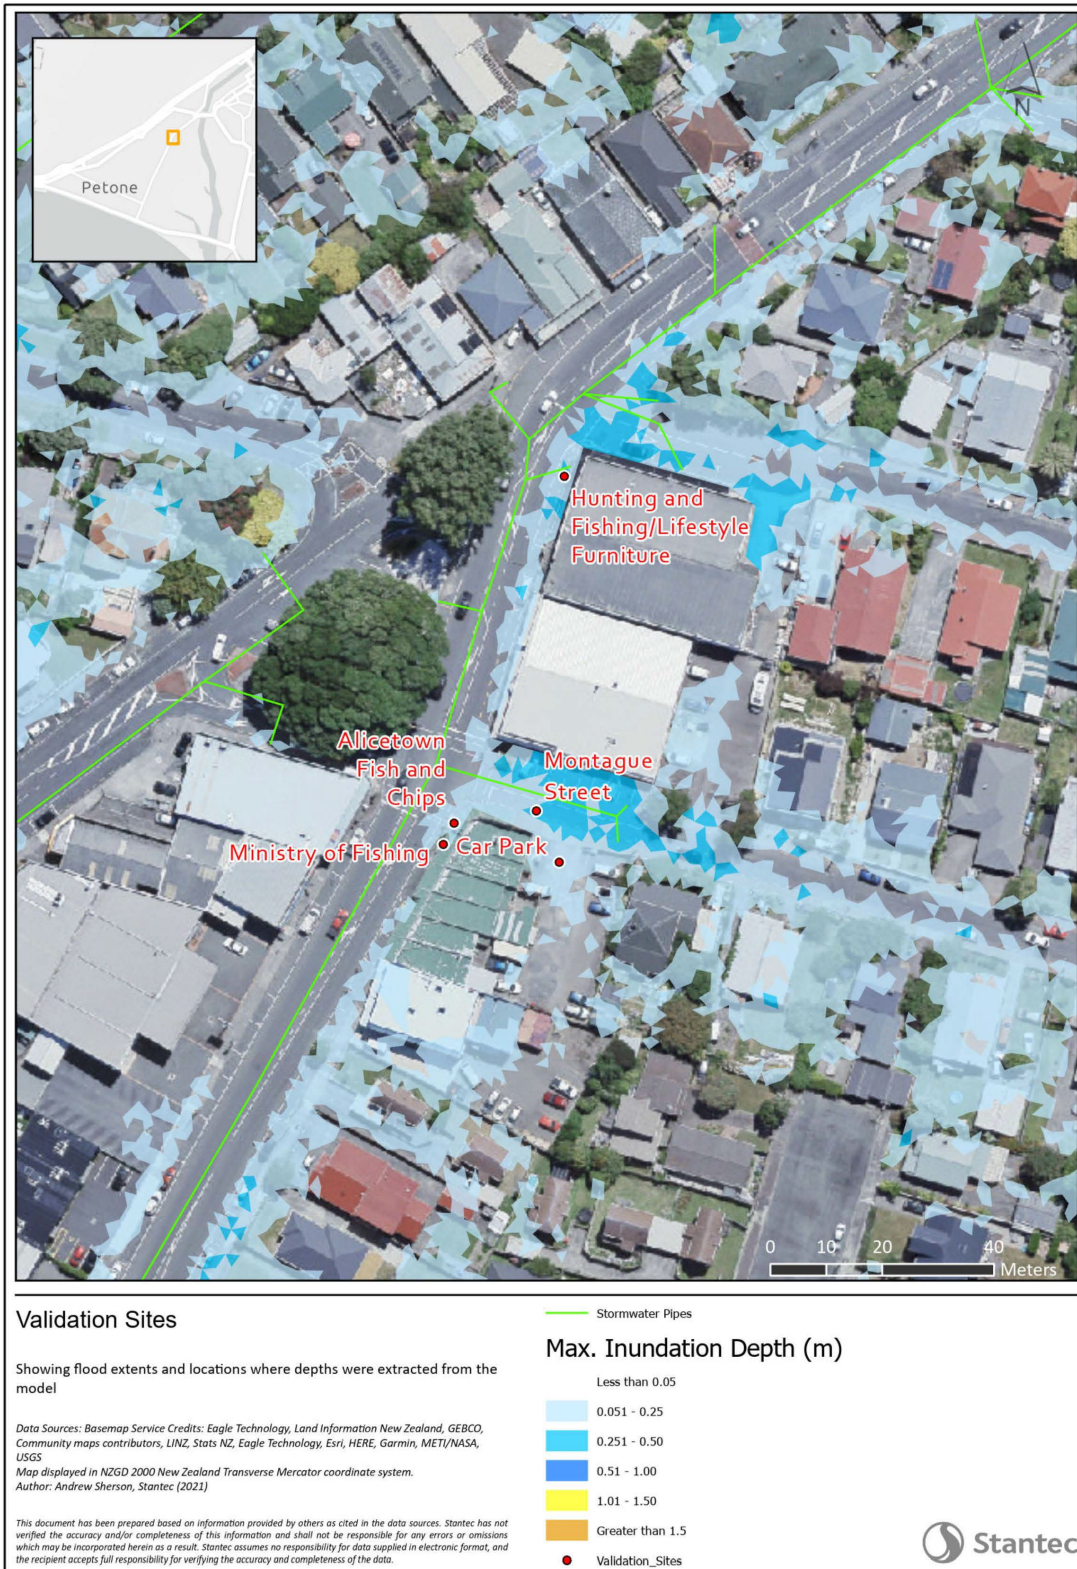 N
Petone
Hunting and
Fishing/Lifestyle
Furniture
Alicetown
Fish and
Chips
Montague
Street
Ministry of Fishing
Car Park
0 10 20 40
Meters
Validation Sites
Showing flood extents and locations where depths were extracted from the
model
Data Sources: Basemap Service Credits: Eagle Technology, Land Information New Zealand, GEBCO,
Community maps contributors, LINZ, Stats NZ, Eagle Technology, Esri, HERE, Garmin, METI/NASA,
USGS
Map displayed in NZGD 2000 New Zealand Transverse Mercator coordinate system.
Author: Andrew Sherson, Stantec (2021)
This document has been prepared based on information provided by others as cited in the data sources. Stantec has not
verified the accuracy and/or completeness of this information and shall not be responsible for any errors or omissions
which may be incorporated herein as a result. Stantec assumes no responsibility for data supplied in electronic format, and
the recipient accepts full responsibility for verifying the accuracy and completeness of the data.
Stormwater Pipes
Max. Inundation Depth (m)
Less than 0.05
0.051 - 0.25
0.251 - 0.50
0.51 - 1.00
1.01 - 1.50
Greater than 1.5
Validation_Sites
Stantec